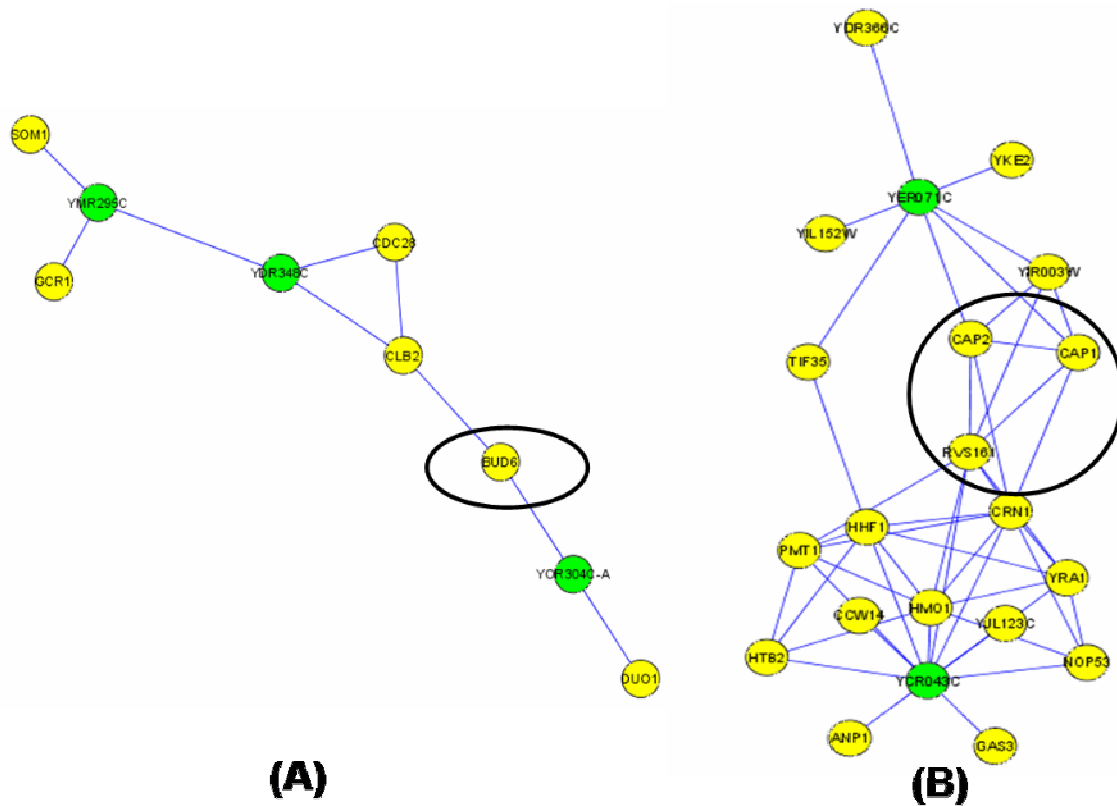 SOM1
YMR295C
GCR1
YDR348C
CDC28
CLB2
BUD6
YOR304C-A
DUO1
(A)
YDR366C
YKE2
YER071C
YIL152W
YIR003W
CAP2
CAP1
TIF35
RVS161
CRN1
HHF1
PMT1
YRA1
HMO1
CCW14
YJL123C
HTB2
NOP53
YCR043C
ANP1
GAS3
(B)